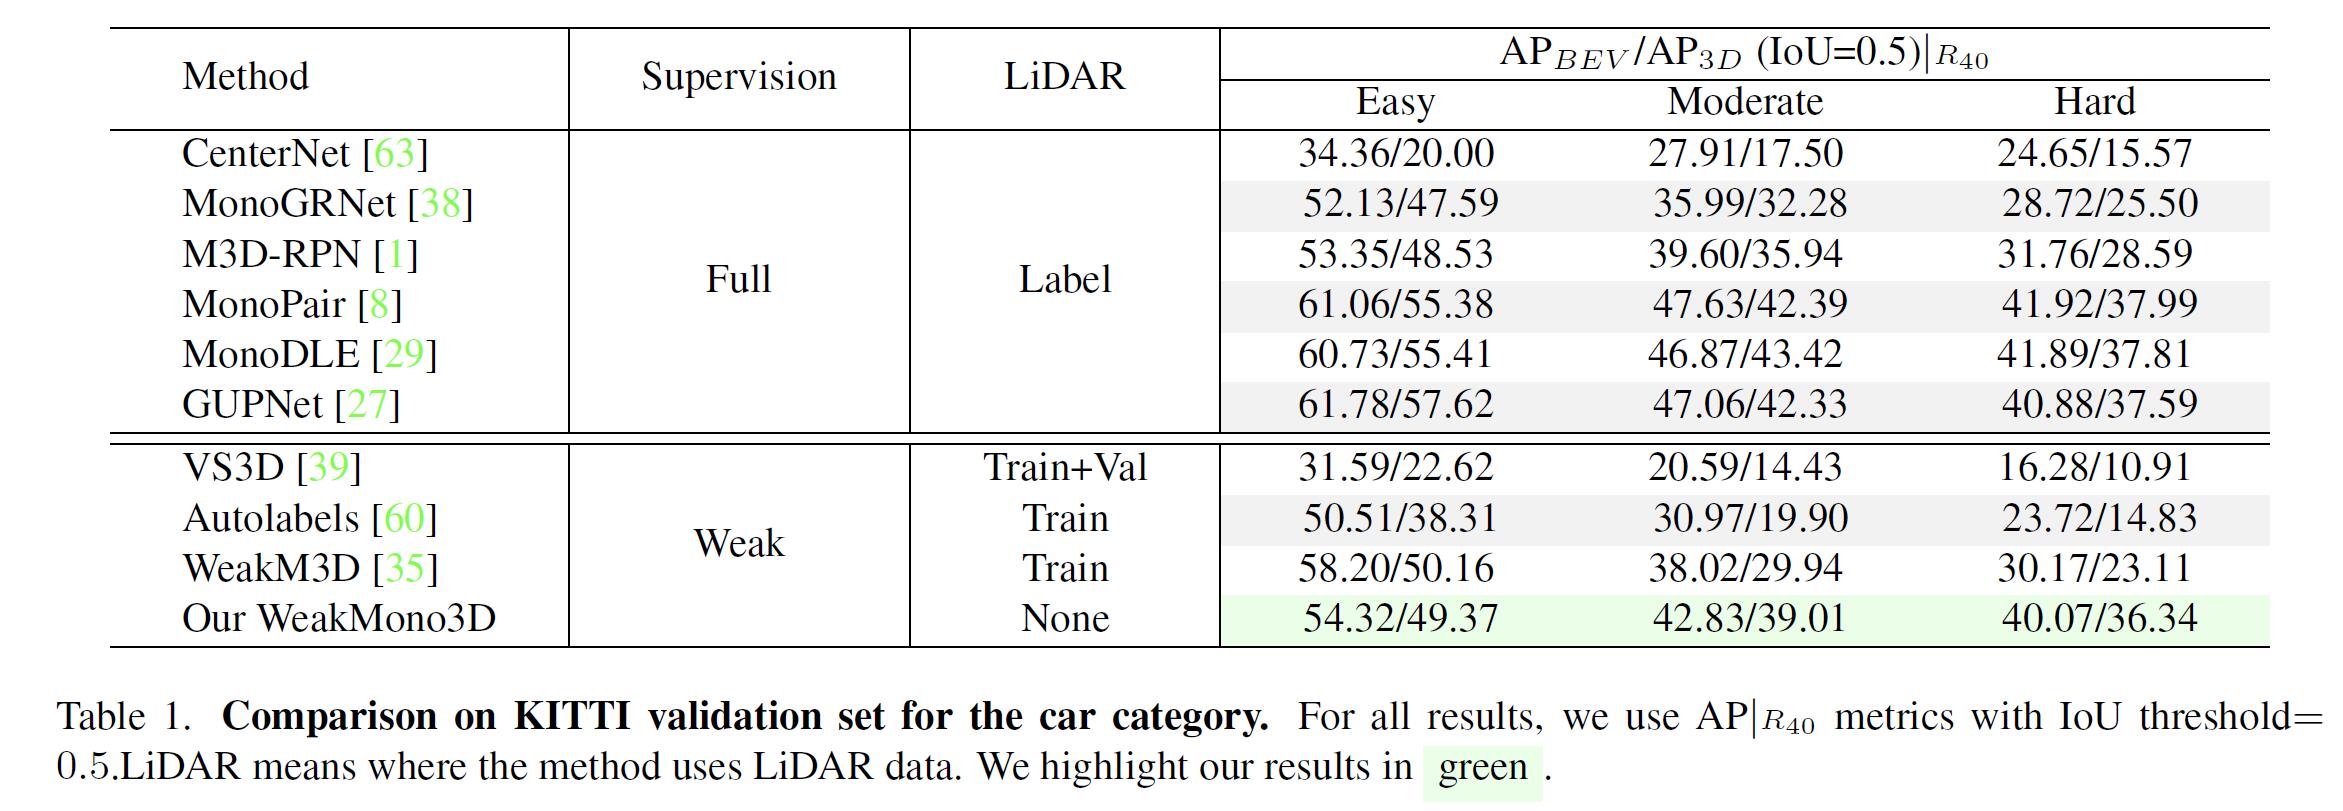 Method Supervision LiDAR AP_BEV/AP_3D (IoU=0.5)|R_40
Easy Moderate Hard
CenterNet [63] 34.36/20.00 27.91/17.50 24.65/15.57
MonoGRNet [38] 52.13/47.59 35.99/32.28 28.72/25.50
M3D-RPN [1] Full Label 53.35/48.53 39.60/35.94 31.76/28.59
MonoPair [8] 61.06/55.38 47.63/42.39 41.92/37.99
MonoDLE [29] 60.73/55.41 46.87/43.42 41.89/37.81
GUPNet [27] 61.78/57.62 47.06/42.33 40.88/37.59
VS3D [39] Train+Val 31.59/22.62 20.59/14.43 16.28/10.91
Autolabels [60] Weak Train 50.51/38.31 30.97/19.90 23.72/14.83
WeakM3D [35] Train 58.20/50.16 38.02/29.94 30.17/23.11
Our WeakMono3D None 54.32/49.37 42.83/39.01 40.07/36.34
Table 1. Comparison on KITTI validation set for the car category. For all results, we use AP|R_40 metrics with IoU threshold=
0.5.LiDAR means where the method uses LiDAR data. We highlight our results in green .